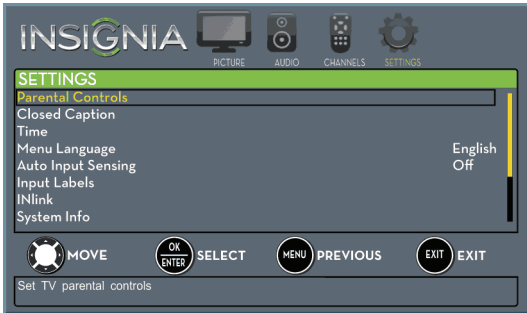 INSIGNIA
PICTURE AUDIO CHANNELS SETTINGS
SETTINGS
Parental Controls
Closed Caption
Time
Menu Language English
Auto Input Sensing Off
Input Labels
INlink
System Info
MOVE OK ENTER SELECT MENU PREVIOUS EXIT EXIT
Set TV parental controls